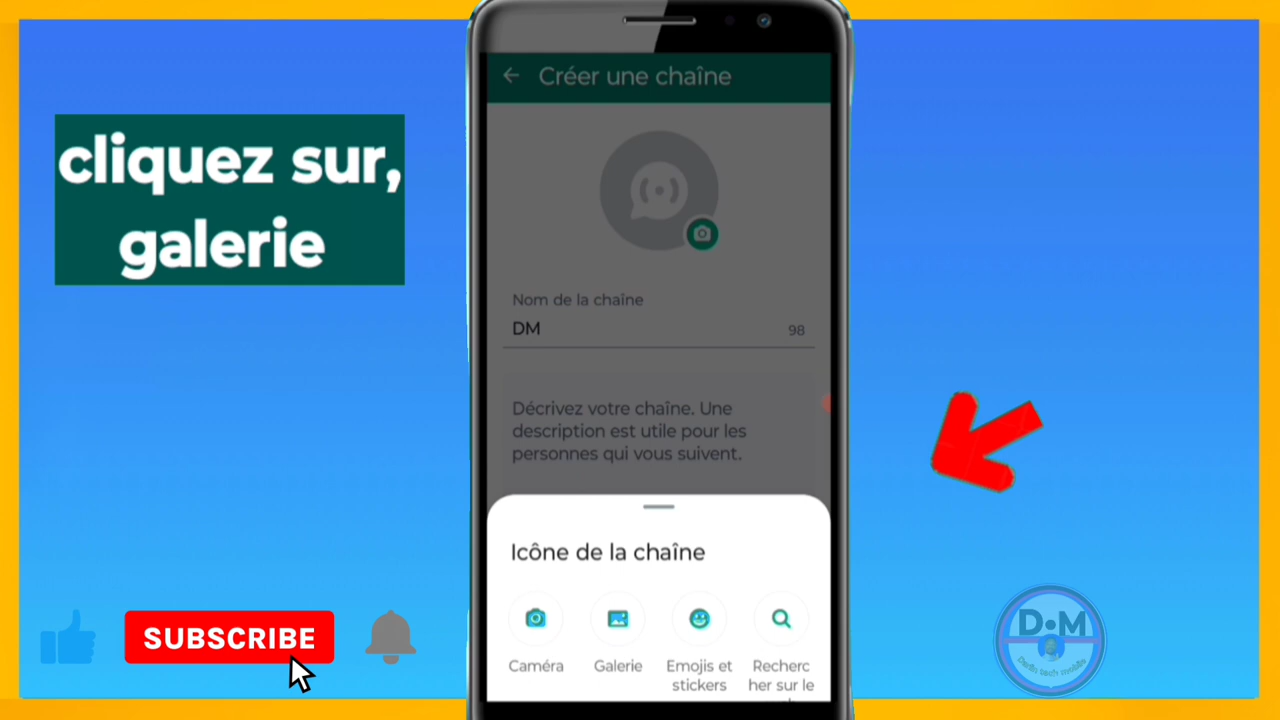 cliquez sur,
galerie
Créer une chaîne
Nom de la chaîne
DM
98
Décrivez votre chaîne. Une
description est utile pour les
personnes qui vous suivent.
Icône de la chaîne
Caméra
Galerie
Emojis et
stickers
Recherc
her sur le
SUBSCRIBE
D•M